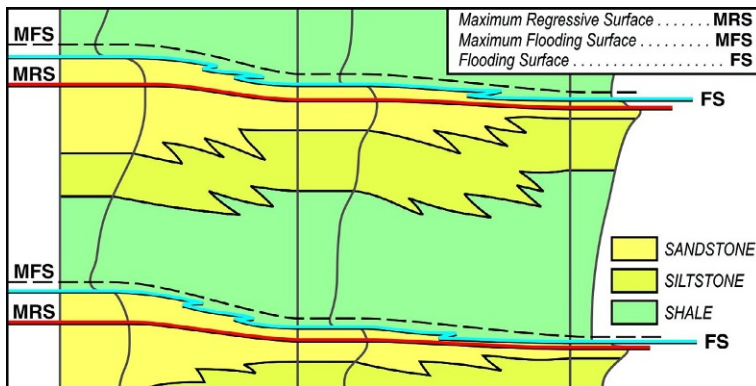 Maximum Regressive Surface . . . . . . MRS
Maximum Flooding Surface . . . . . . . . MFS
Flooding Surface . . . . . . . . . . . . . . . . . . . . FS
MFS
MRS
FS
SANDSTONE
SILTSTONE
SHALE
MFS
MRS
FS